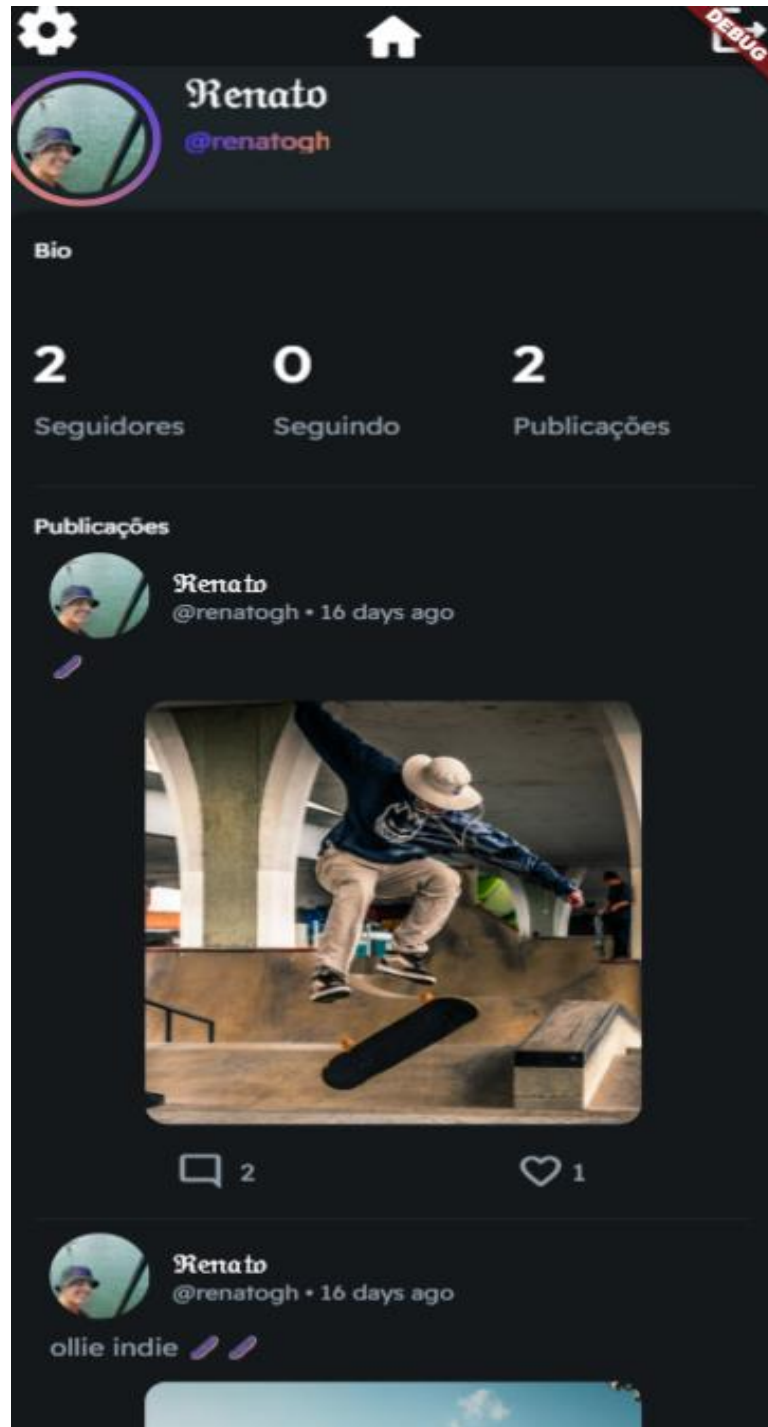 DEBUG
ℜenato
@renatogh
Bio
2 0 2
Seguidores Seguindo Publicações
Publicações
ℜenato
@renatogh • 16 days ago
2 1
ℜenato
@renatogh • 16 days ago
ollie indie